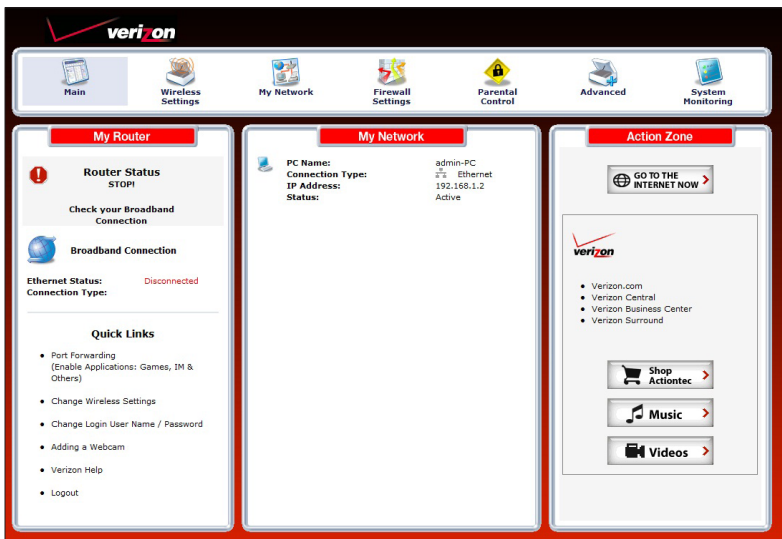 verizon
Main
Wireless
Settings
My Network
Firewall
Settings
Parental
Control
Advanced
System
Monitoring
My Router
Router Status
STOP!
Check your Broadband
Connection
Broadband Connection
Ethernet Status: Disconnected
Connection Type:
Quick Links
Port Forwarding
(Enable Applications: Games, IM &
Others)
Change Wireless Settings
Change Login User Name / Password
Adding a Webcam
Verizon Help
Logout
My Network
PC Name: admin-PC
Connection Type: Ethernet
IP Address: 192.168.1.2
Status: Active
Action Zone
GO TO THE
INTERNET NOW
verizon
Verizon.com
Verizon Central
Verizon Business Center
Verizon Surround
Shop
Actiontec
Music
Videos